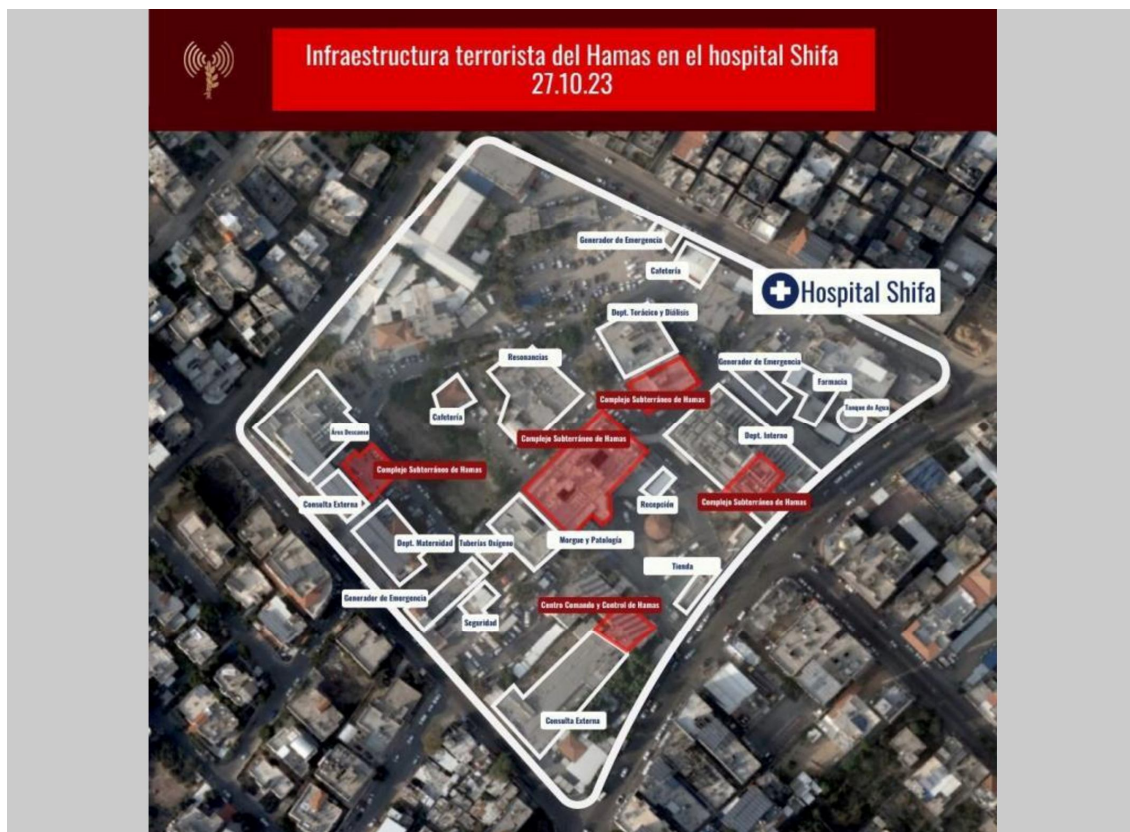 Infraestructura terrorista del Hamas en el hospital Shifa
27.10.23
Generador de Emergencia
Cafetería
Hospital Shifa
Dept. Torácico y Diálisis
Resonancias
Generador de Emergencia
Farmacia
Complejo Subterráneo de Hamas
Tanque de Agua
Cafetería
Área Descanso
Complejo Subterráneo de Hamas
Dept. Interno
Complejo Subterráneo de Hamas
Consulta Externa
Recepción
Complejo Subterráneo de Hamas
Dept. Maternidad
Tuberías Oxígeno
Morgue y Patología
Tienda
Generador de Emergencia
Centro Comando y Control de Hamas
Seguridad
Consulta Externa